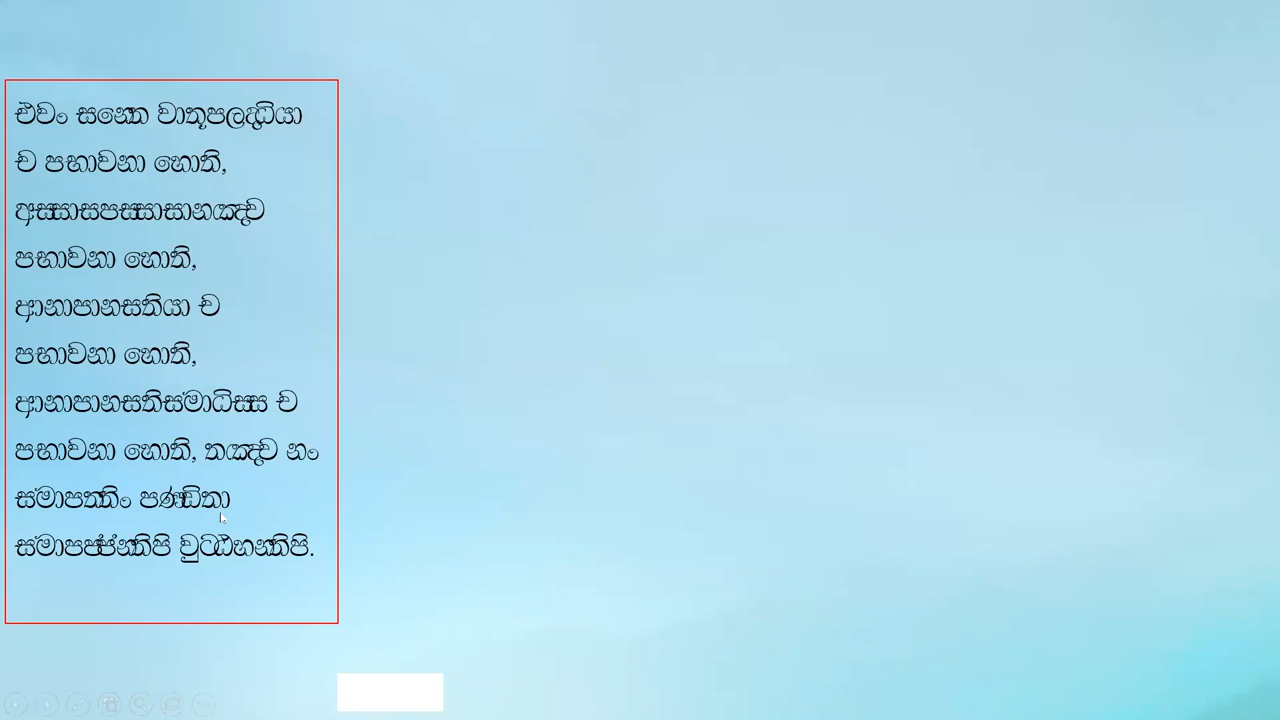 එවං සන්තෙ වාතූපලද්ධියා
ච පභාවනා හොති,
අස්සාසපස්සාසානඤ්ච
පභාවනා හොති,
ආනාපානසතියා ච
පභාවනා හොති,
ආනාපානසතිසමාධිස්ස ච
පභාවනා හොති, තඤ්ච නං
සමාපත්තිං පණ්ඩිතා
සමාපජ්ජන්තිපි වුට්ඨහන්තිපි.